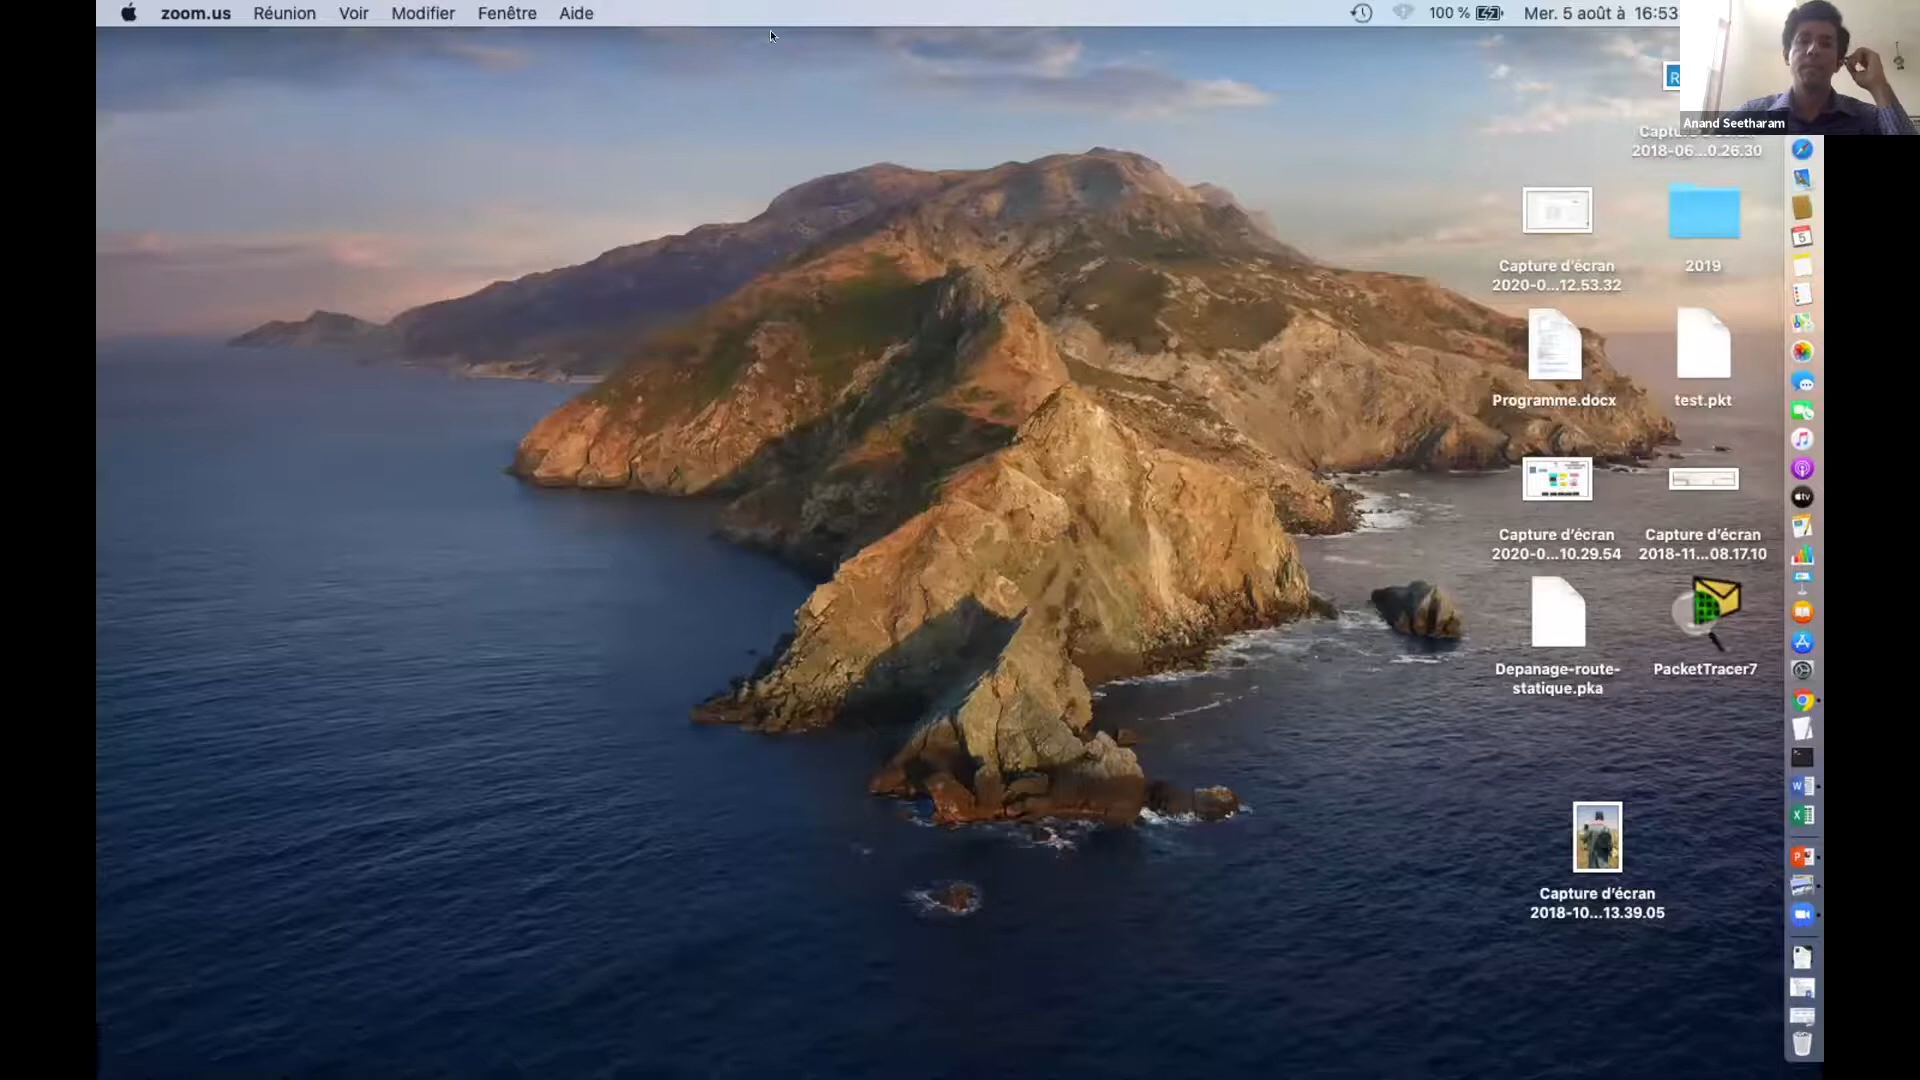 zoom.us Réunion Voir Modifier Fenêtre Aide
100 % Mer. 5 août à 16:53
Anand Seetharam
2018-06...0.26.30
Capture d’écran
2020-0...12.53.32
2019
Programme.docx
test.pkt
Capture d’écran
2020-0...10.29.54
Capture d’écran
2018-11...08.17.10
Depanage-route-
statique.pka
PacketTracer7
Capture d’écran
2018-10...13.39.05